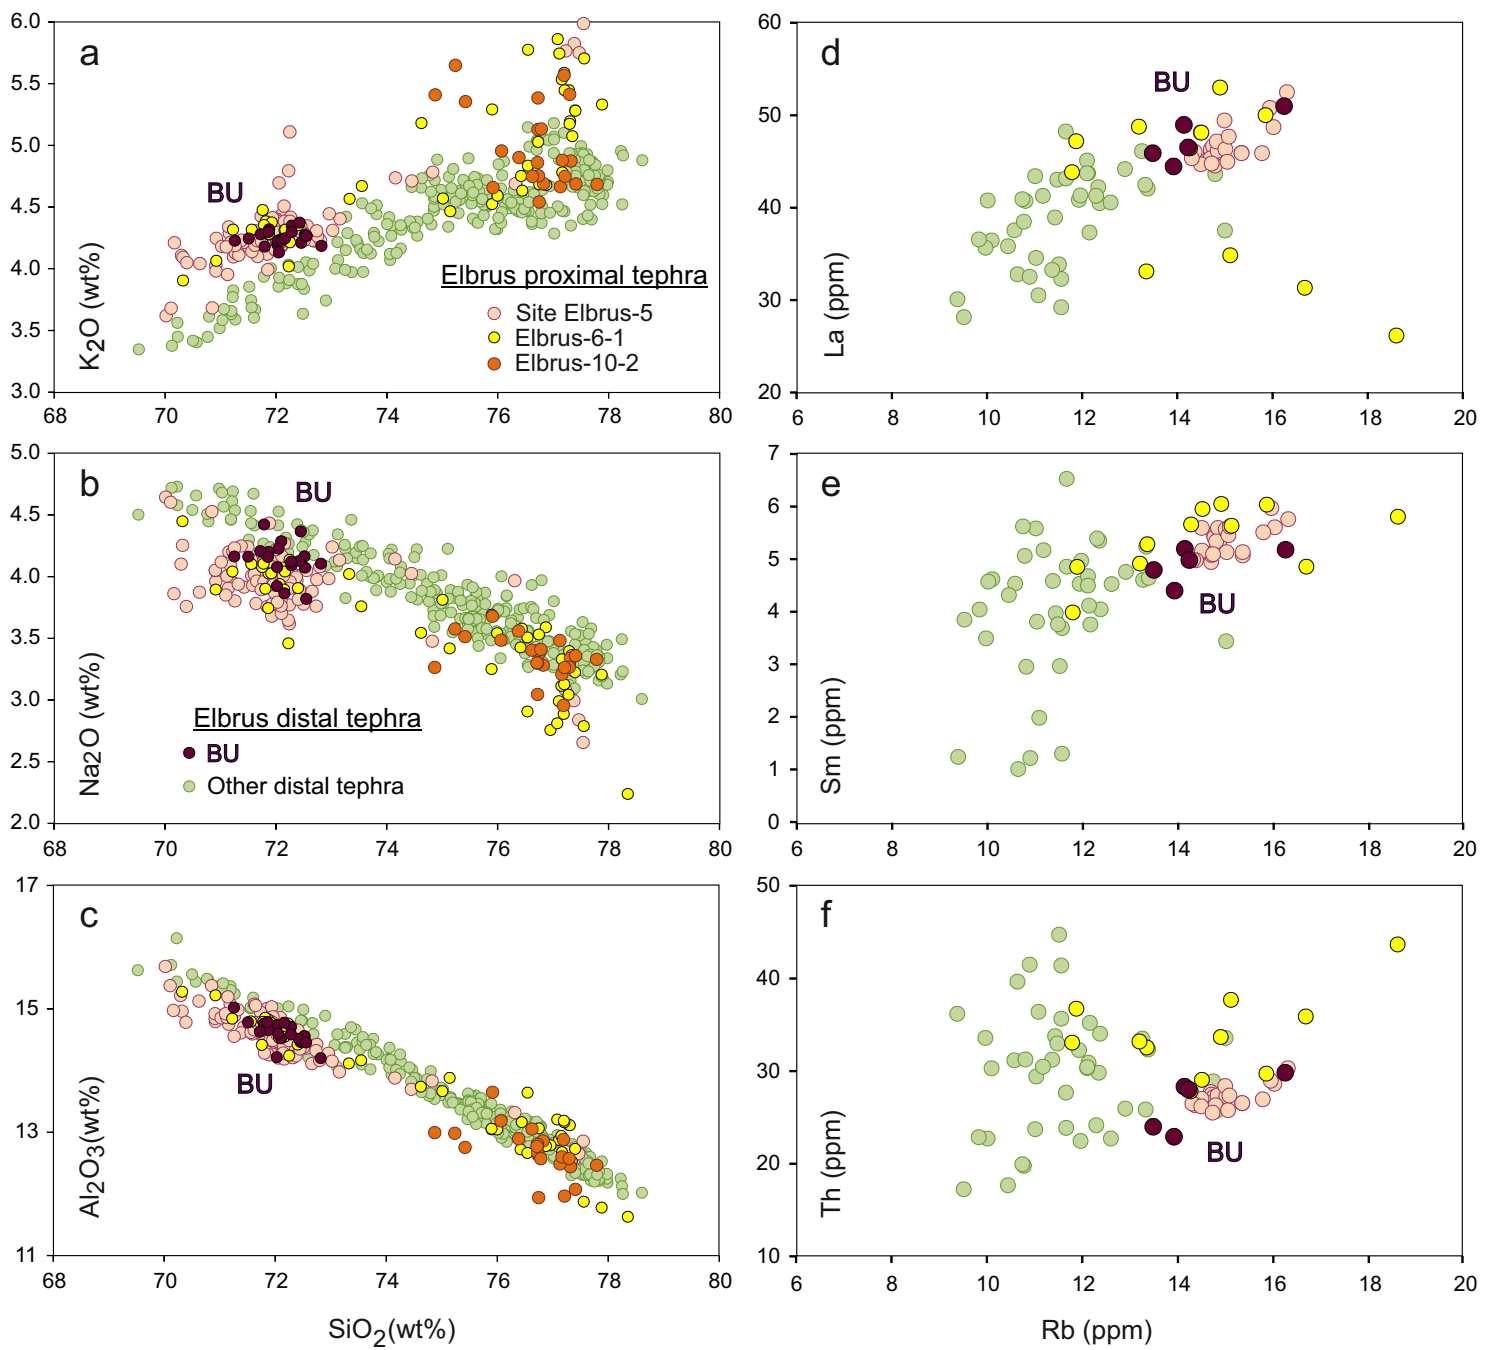 a
6.0
5.5
5.0
4.5
4.0
3.5
3.0
K2O (wt%)
BU
Elbrus proximal tephra
Site Elbrus-5
Elbrus-6-1
Elbrus-10-2
68 70 72 74 76 78 80
b
5.0
4.5
4.0
3.5
3.0
2.5
2.0
Na2O (wt%)
BU
Elbrus distal tephra
BU
Other distal tephra
68 70 72 74 76 78 80
c
17
15
13
11
Al2O3(wt%)
BU
68 70 72 74 76 78 80
SiO2(wt%)
d
60
50
40
30
20
La (ppm)
BU
6 8 10 12 14 16 18 20
e
7
6
5
4
3
2
1
0
Sm (ppm)
BU
6 8 10 12 14 16 18 20
f
50
40
30
20
10
Th (ppm)
BU
6 8 10 12 14 16 18 20
Rb (ppm)